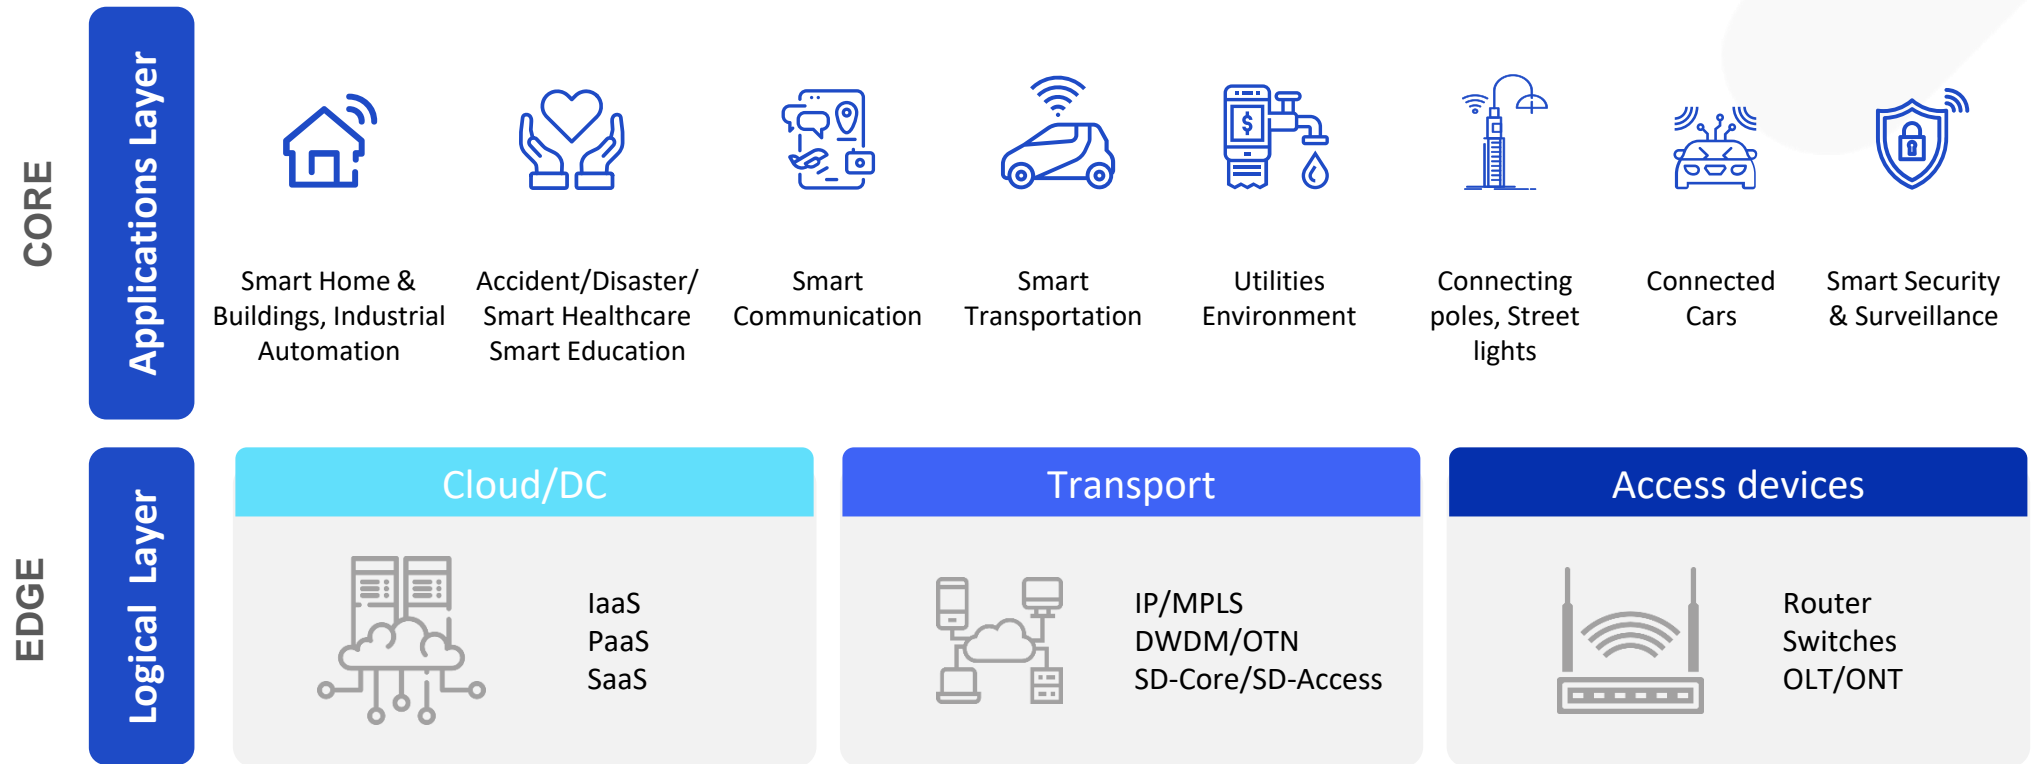 CORE
Applications Layer
Smart Home &
Buildings, Industrial
Automation
Accident/Disaster/
Smart Healthcare
Smart Education
Smart
Communication
Smart
Transportation
$
Utilities
Environment
Connecting
poles, Street
lights
Connected
Cars
Smart Security
& Surveillance
EDGE
Logical Layer
Cloud/DC
IaaS
PaaS
SaaS
Transport
IP/MPLS
DWDM/OTN
SD-Core/SD-Access
Access devices
Router
Switches
OLT/ONT